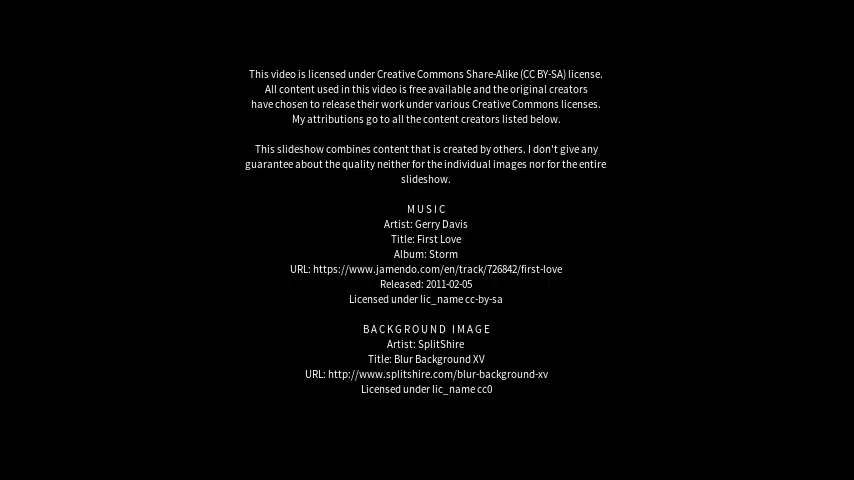 This video is licensed under Creative Commons Share-Alike (CC BY-SA) license.
All content used in this video is free available and the original creators
have chosen to release their work under various Creative Commons licenses.
My attributions go to all the content creators listed below.
This slideshow combines content that is created by others. I don't give any
guarantee about the quality neither for the individual images nor for the entire
slideshow.
MUSIC
Artist: Gerry Davis
Title: First Love
Album: Storm
URL: https://www.jamendo.com/en/track/726842/first-love
Released: 2011-02-05
Licensed under lic_name cc-by-sa
BACKGROUND IMAGE
Artist: SplitShire
Title: Blur Background XV
URL: http://www.splitshire.com/blur-background-xv
Licensed under lic_name cc0